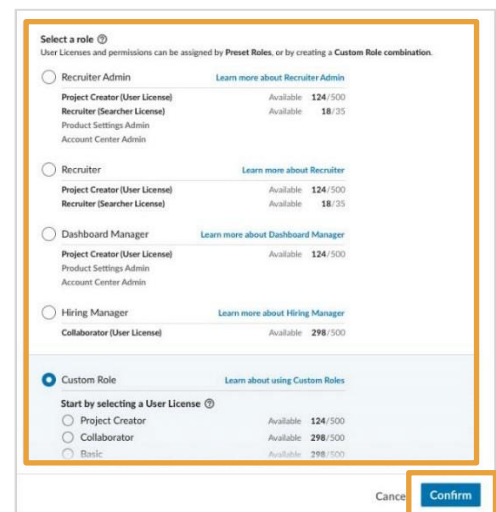 Select a role ?
User Licenses and permissions can be assigned by Preset Roles, or by creating a Custom Role combination.
Recruiter Admin Learn more about Recruiter Admin
Project Creator (User License) Available 124/500
Recruiter (Searcher License) Available 18/35
Product Settings Admin
Account Center Admin
Recruiter Learn more about Recruiter
Project Creator (User License) Available 124/500
Recruiter (Searcher License) Available 18/35
Dashboard Manager Learn more about Dashboard Manager
Project Creator (User License) Available 124/500
Product Settings Admin
Account Center Admin
Hiring Manager Learn more about Hiring Manager
Collaborator (User License) Available 298/500
Custom Role Learn about using Custom Roles
Start by selecting a User License ?
Project Creator Available 124/500
Collaborator Available 298/500
Basic Available 298/500
Cance Confirm